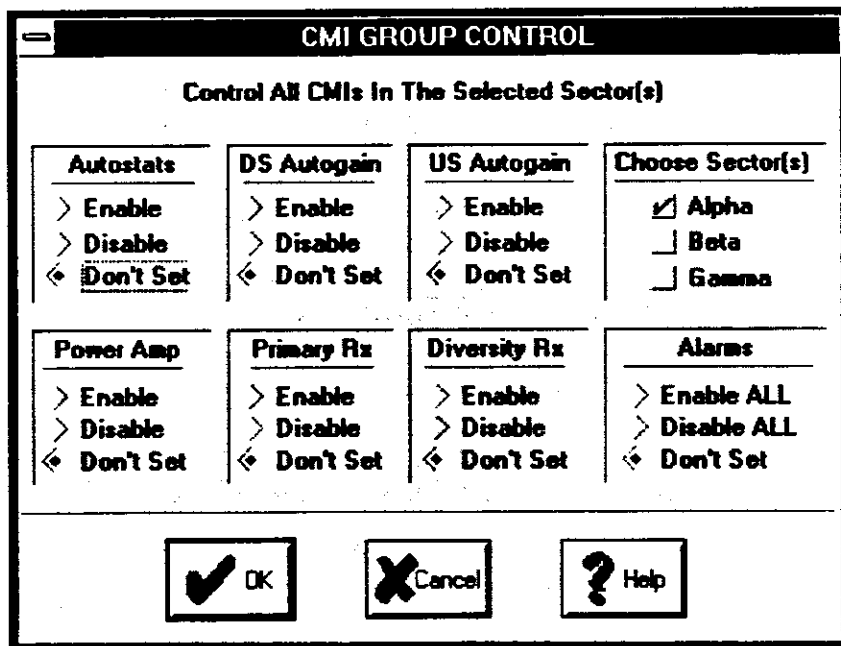 CMI GROUP CONTROL
Control All CMIs In The Selected Sector(s)
Autostats
Enable
Disable
Don't Set
DS Autogain
Enable
Disable
Don't Set
US Autogain
Enable
Disable
Don't Set
Choose Sector(s)
Alpha
Beta
Gamma
Power Amp
Enable
Disable
Don't Set
Primary Rx
Enable
Disable
Don't Set
Diversity Rx
Enable
Disable
Don't Set
Alarms
Enable ALL
Disable ALL
Don't Set
OK
Cancel
Help